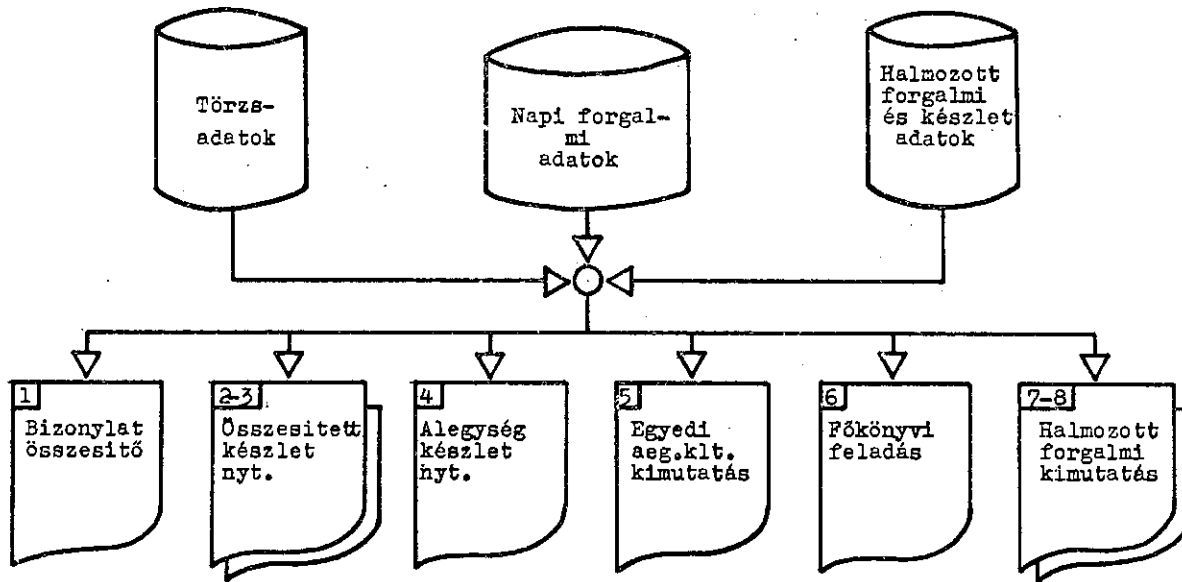 Törzs-
adatok
Napi forgal-
mi
adatok
Halmozott
forgalmi
és készlet
adatok
1
Bizonylat
összesitő
2-3
Összesitett
készlet
nyt.
4
Alegység
készlet
nyt.
5
Egyedi
aeg.klt.
kimutatás
6
Főkönyvi
feladás
7-8
Halmozott
forgalmi
kimutatás